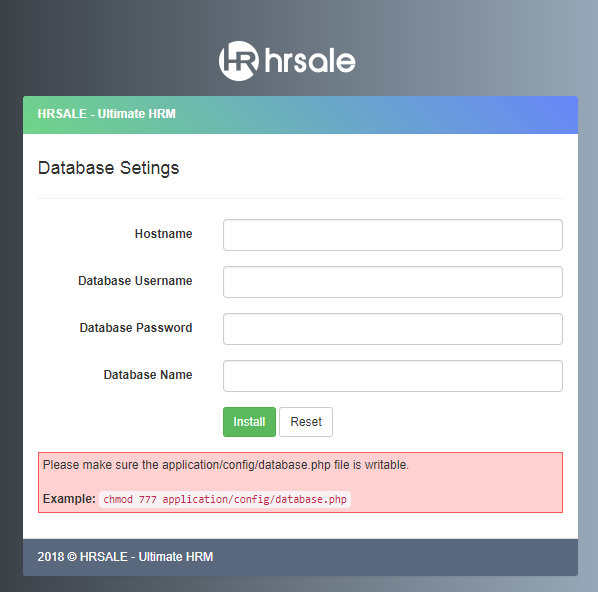 HR hrsale
HRSALE - Ultimate HRM
Database Setings
Hostname
Database Username
Database Password
Database Name
Install Reset
Please make sure the application/config/database.php file is writable.
Example: chmod 777 application/config/database.php
2018 © HRSALE - Ultimate HRM